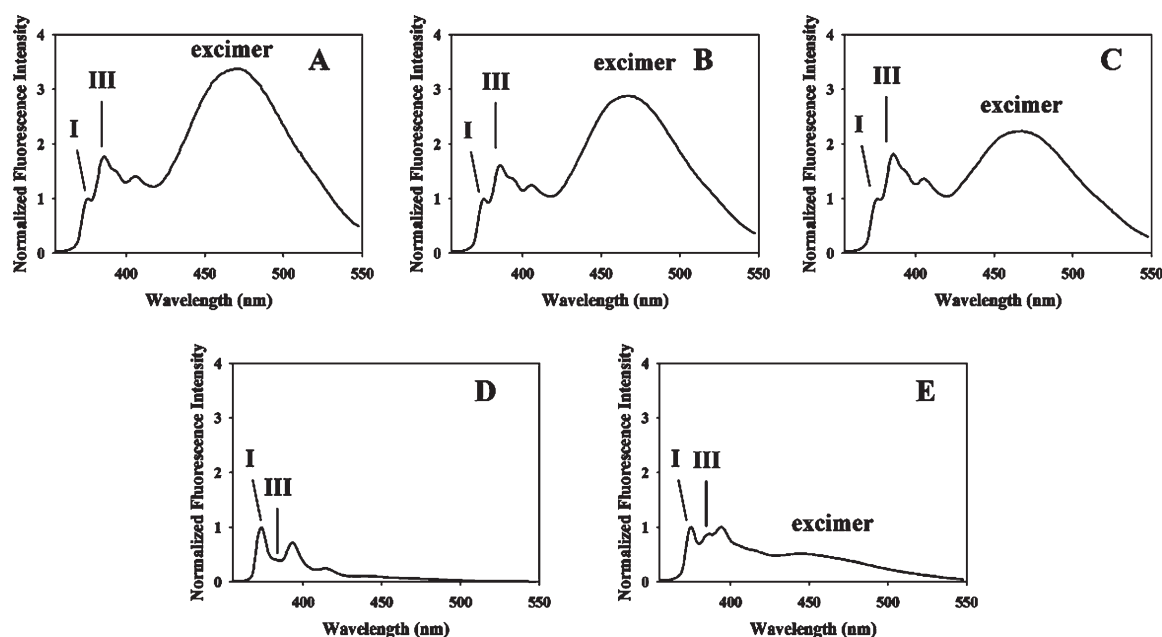 Normalized Fluorescence Intensity
4
3
2
1
0
I
III
excimer
A
400
450
500
550
Wavelength (nm)
Normalized Fluorescence Intensity
4
3
2
1
0
I
III
excimer
B
400
450
500
550
Wavelength (nm)
Normalized Fluorescence Intensity
4
3
2
1
0
I
III
excimer
C
400
450
500
550
Wavelength (nm)
Normalized Fluorescence Intensity
4
3
2
1
0
I
III
D
400
450
500
550
Wavelength (nm)
Normalized Fluorescence Intensity
4
3
2
1
0
I
III
excimer
E
400
450
500
550
Wavelength (nm)